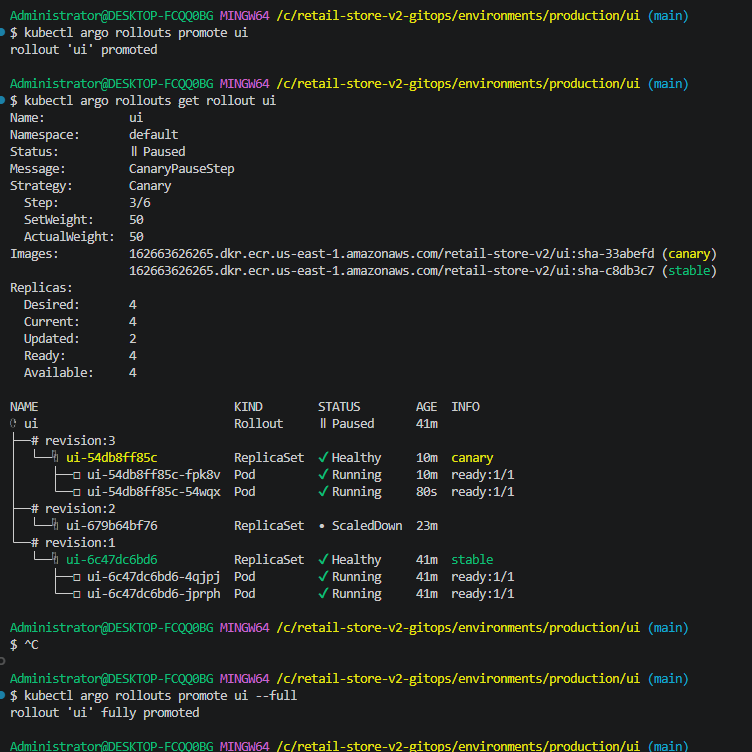 Administrator@DESKTOP-FCQQ0BG MINGW64 /c/retail-store-v2-gitops/environments/production/ui (main)
$ kubectl argo rollouts promote ui
rollout 'ui' promoted
Administrator@DESKTOP-FCQQ0BG MINGW64 /c/retail-store-v2-gitops/environments/production/ui (main)
$ kubectl argo rollouts get rollout ui
Name: ui
Namespace: default
Status: ॥ Paused
Message: CanaryPauseStep
Strategy: Canary
Step: 3/6
SetWeight: 50
ActualWeight: 50
Images: 162663626265.dkr.ecr.us-east-1.amazonaws.com/retail-store-v2/ui:sha-33abefd (canary)
162663626265.dkr.ecr.us-east-1.amazonaws.com/retail-store-v2/ui:sha-c8db3c7 (stable)
Replicas:
Desired: 4
Current: 4
Updated: 2
Ready: 4
Available: 4
NAME KIND STATUS AGE INFO
⟳ ui Rollout ॥ Paused 41m
├──# revision:3
│ └──⧉ ui-54db8ff85c ReplicaSet ✔ Healthy 10m canary
│ ├──□ ui-54db8ff85c-fpk8v Pod ✔ Running 10m ready:1/1
│ └──□ ui-54db8ff85c-54wqx Pod ✔ Running 80s ready:1/1
├──# revision:2
│ └──⧉ ui-679b64bf76 ReplicaSet • ScaledDown 23m
└──# revision:1
└──⧉ ui-6c47dc6bd6 ReplicaSet ✔ Healthy 41m stable
├──□ ui-6c47dc6bd6-4qjpj Pod ✔ Running 41m ready:1/1
└──□ ui-6c47dc6bd6-jprph Pod ✔ Running 41m ready:1/1
Administrator@DESKTOP-FCQQ0BG MINGW64 /c/retail-store-v2-gitops/environments/production/ui (main)
$ ^C
Administrator@DESKTOP-FCQQ0BG MINGW64 /c/retail-store-v2-gitops/environments/production/ui (main)
$ kubectl argo rollouts promote ui --full
rollout 'ui' fully promoted
Administrator@DESKTOP-FCQQ0BG MINGW64 /c/retail-store-v2-gitops/environments/production/ui (main)